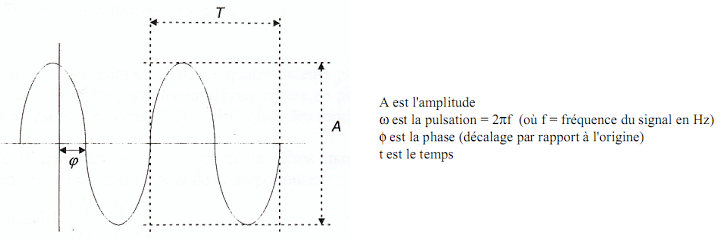 T
A
φ
A est l'amplitude
ω est la pulsation = 2πf (où f = fréquence du signal en Hz)
ϕ est la phase (décalage par rapport à l'origine)
t est le temps